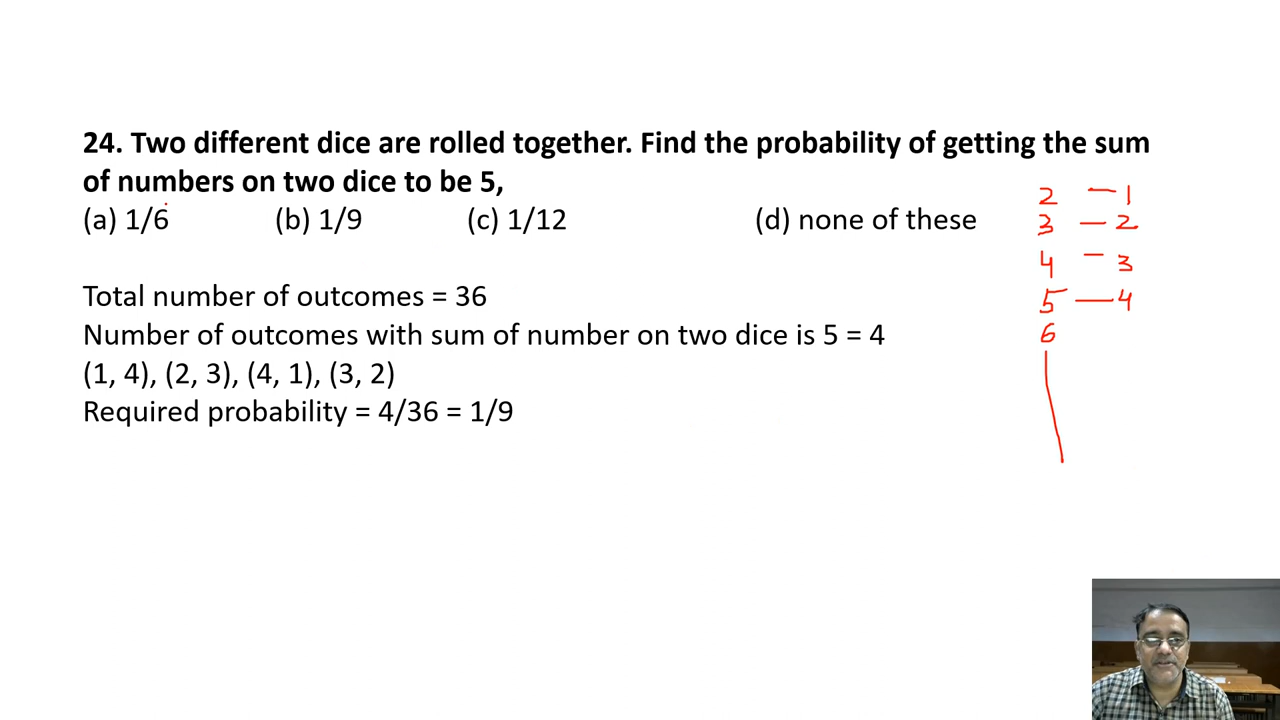 24. Two different dice are rolled together. Find the probability of getting the sum
of numbers on two dice to be 5,
(a) 1/6 (b) 1/9 (c) 1/12 (d) none of these
Total number of outcomes = 36
Number of outcomes with sum of number on two dice is 5 = 4
(1, 4), (2, 3), (4, 1), (3, 2)
Required probability = 4/36 = 1/9
2 — 1
3 — 2
4 — 3
5 — 4
6